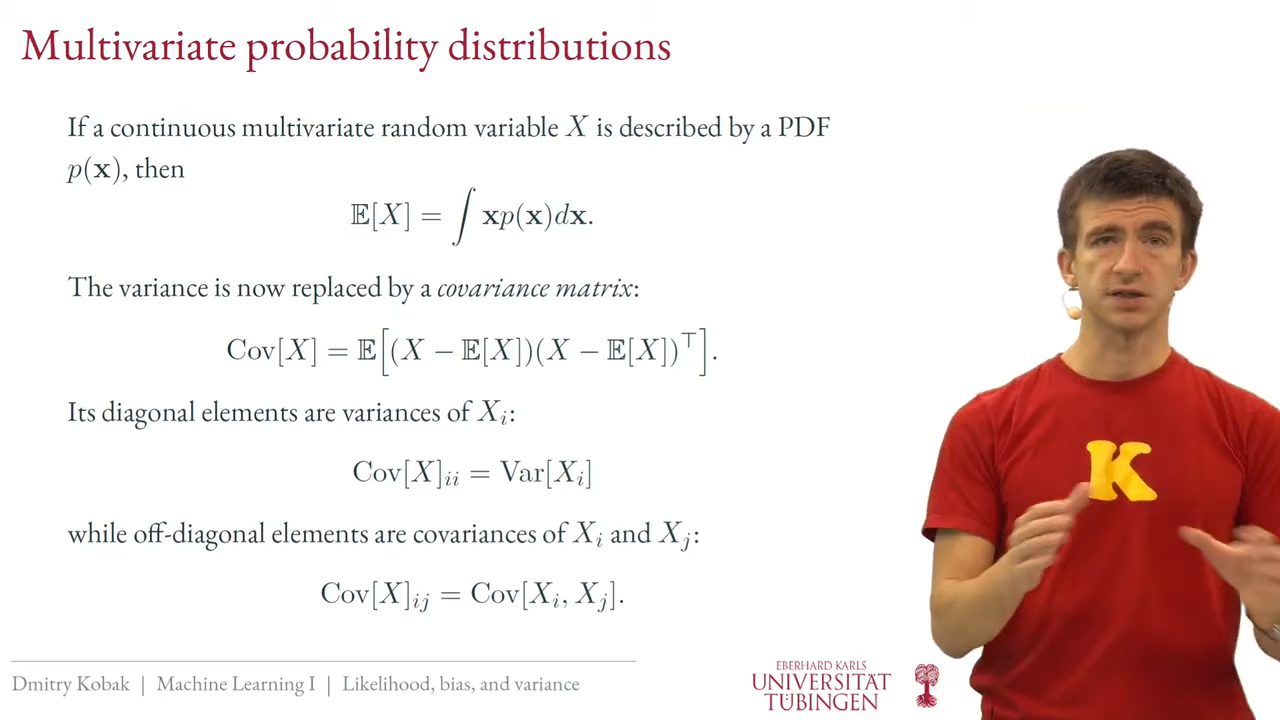 Multivariate probability distributions
If a continuous multivariate random variable X is described by a PDF
p(𝐱), then
𝔼[X] = ∫ 𝐱p(𝐱)d𝐱.
The variance is now replaced by a covariance matrix:
Cov[X] = 𝔼[(X − 𝔼[X])(X − 𝔼[X])⊤].
Its diagonal elements are variances of Xᵢ:
Cov[X]ᵢᵢ = Var[Xᵢ]
while off-diagonal elements are covariances of Xᵢ and Xⱼ:
Cov[X]ᵢⱼ = Cov[Xᵢ, Xⱼ].
K
Dmitry Kobak | Machine Learning I | Likelihood, bias, and variance
EBERHARD KARLS
UNIVERSITÄT
TÜBINGEN